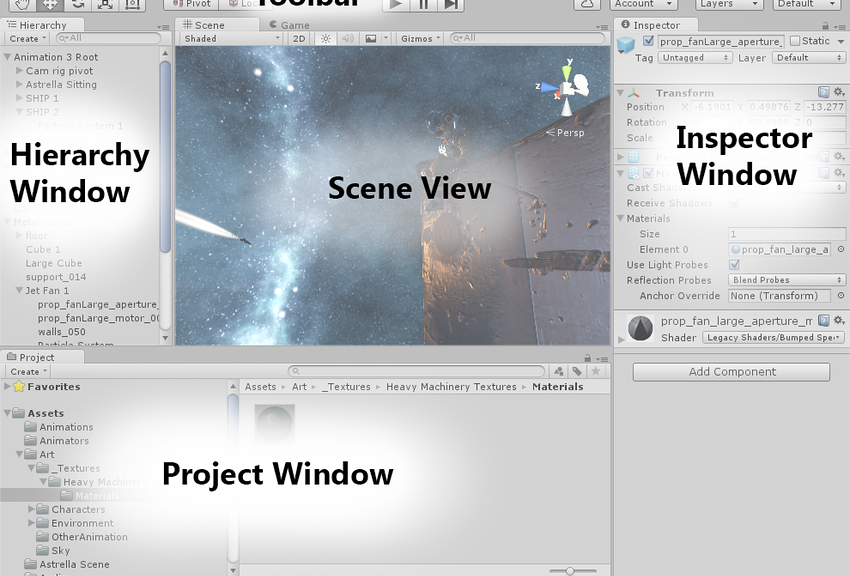 Toolbar
Pivot
Account
Layers
Default
Hierarchy
Create
All
Animation 3 Root
Cam rig pivot
Astrella Sitting
SHIP 1
SHIP 2
Particle System 1
Hierarchy
Window
floor
Cube 1
Large Cube
support_014
Jet Fan 1
prop_fanLarge_aperture_
prop_fanLarge_motor_00
walls_050
Particle System
Scene
Game
Shaded
2D
Gizmos
All
y
z
Persp
Scene View
Inspector
prop_fanLarge_aperture_
Static
Tag Untagged Layer Default
Transform
Position X -6.1901 Y 0.49876 Z -13.277
Rotation
Scale
Inspector
Window
Receive Shadows
Materials
Size 1
Element 0 prop_fan_large_a
Use Light Probes
Reflection Probes Blend Probes
Anchor Override None (Transform)
prop_fan_large_aperture_m
Shader Legacy Shaders/Bumped Spe
Add Component
Project
Create
Favorites
Assets
Animations
Animators
Art
_Textures
Heavy Machinery
Materials
Characters
Environment
OtherAnimation
Sky
Astrella Scene
Assets Art _Textures Heavy Machinery Textures Materials
Project Window